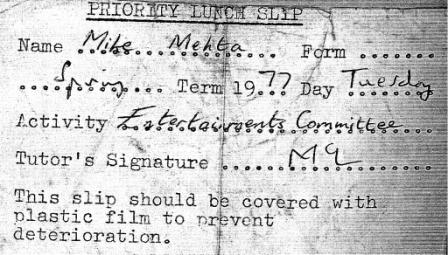 PRIORITY LUNCH SLIP
Name Mike Mehta Form .......
Spring Term 1977 Day Tuesday
Activity Entertainments Committee
Tutor's Signature
This slip should be covered with
plastic film to prevent
deterioration.